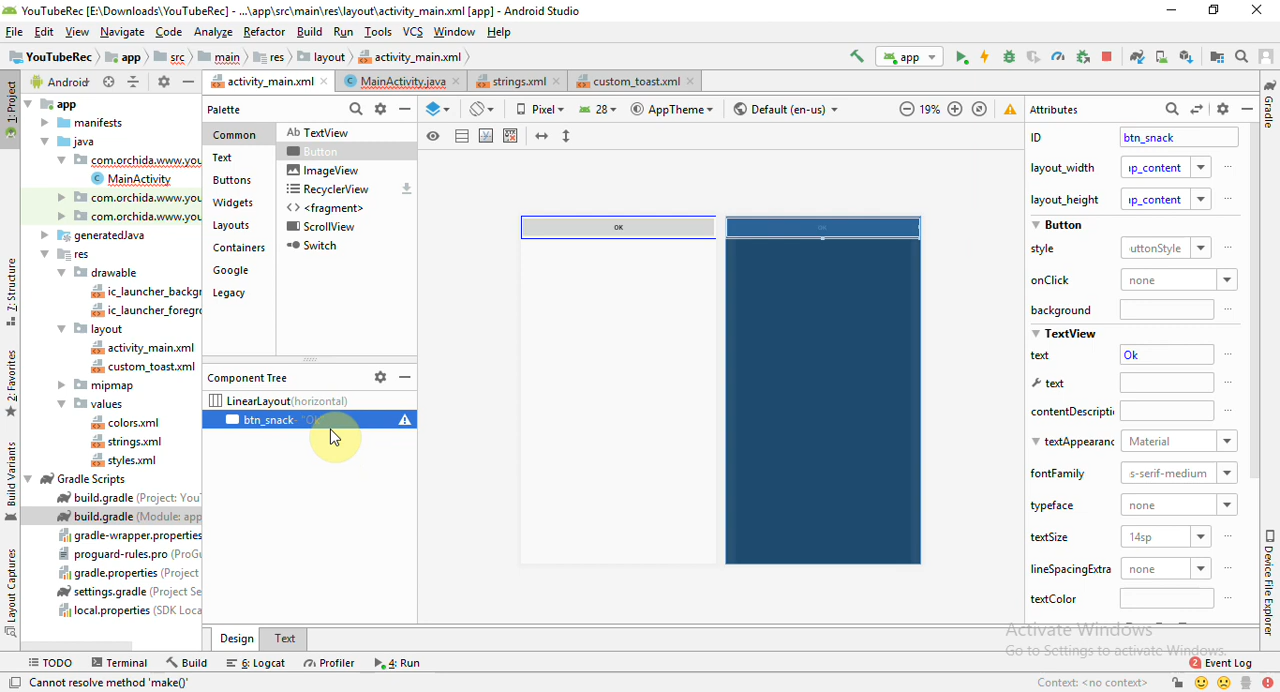 YouTubeRec [E:\Downloads\YouTubeRec] - ...\app\src\main\res\layout\activity_main.xml [app] - Android Studio
File Edit View Navigate Code Analyze Refactor Build Run Tools VCS Window Help
YouTubeRec app src main res layout activity_main.xml app
1: Project
Z: Structure
2: Favorites
Build Variants
Layout Captures
Android
app
manifests
java
com.orchida.www.you
MainActivity
com.orchida.www.you
com.orchida.www.you
generatedJava
res
drawable
ic_launcher_backgr
ic_launcher_foregro
layout
activity_main.xml
custom_toast.xml
mipmap
values
colors.xml
strings.xml
styles.xml
Gradle Scripts
build.gradle (Project: You
build.gradle (Module: app
gradle-wrapper.properties
proguard-rules.pro (ProG
gradle.properties (Project
settings.gradle (Project Se
local.properties (SDK Loca
activity_main.xml MainActivity.java strings.xml custom_toast.xml
Palette
Common
Text
Buttons
Widgets
Layouts
Containers
Google
Legacy
Ab TextView
Button
ImageView
RecyclerView
<> <fragment>
ScrollView
Switch
Component Tree
LinearLayout(horizontal)
btn_snack- "Ok"
Pixel 28 AppTheme Default (en-us) 19%
OK
OK
Attributes
ID btn_snack
layout_width ıp_content
layout_height ıp_content
Button
style uttonStyle
onClick none
background
TextView
text Ok
text
contentDescripti
textAppearanc Material
fontFamily s-serif-medium
typeface none
textSize 14sp
lineSpacingExtra none
textColor
Gradle
Device File Explorer
Activate Windows
Go to Settings to activate Windows.
Design Text
TODO Terminal Build 6: Logcat Profiler 4: Run 2 Event Log
Cannot resolve method 'make()' Context: <no context>